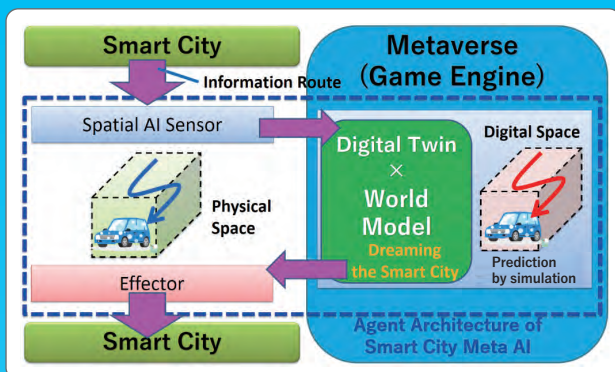 Smart City
Information Route
Spatial AI Sensor
Physical
Space
Effector
Smart City
Metaverse
(Game Engine)
Digital Twin
×
World
Model
Dreaming
the Smart City
Digital Space
Prediction
by simulation
Agent Architecture of
Smart City Meta AI